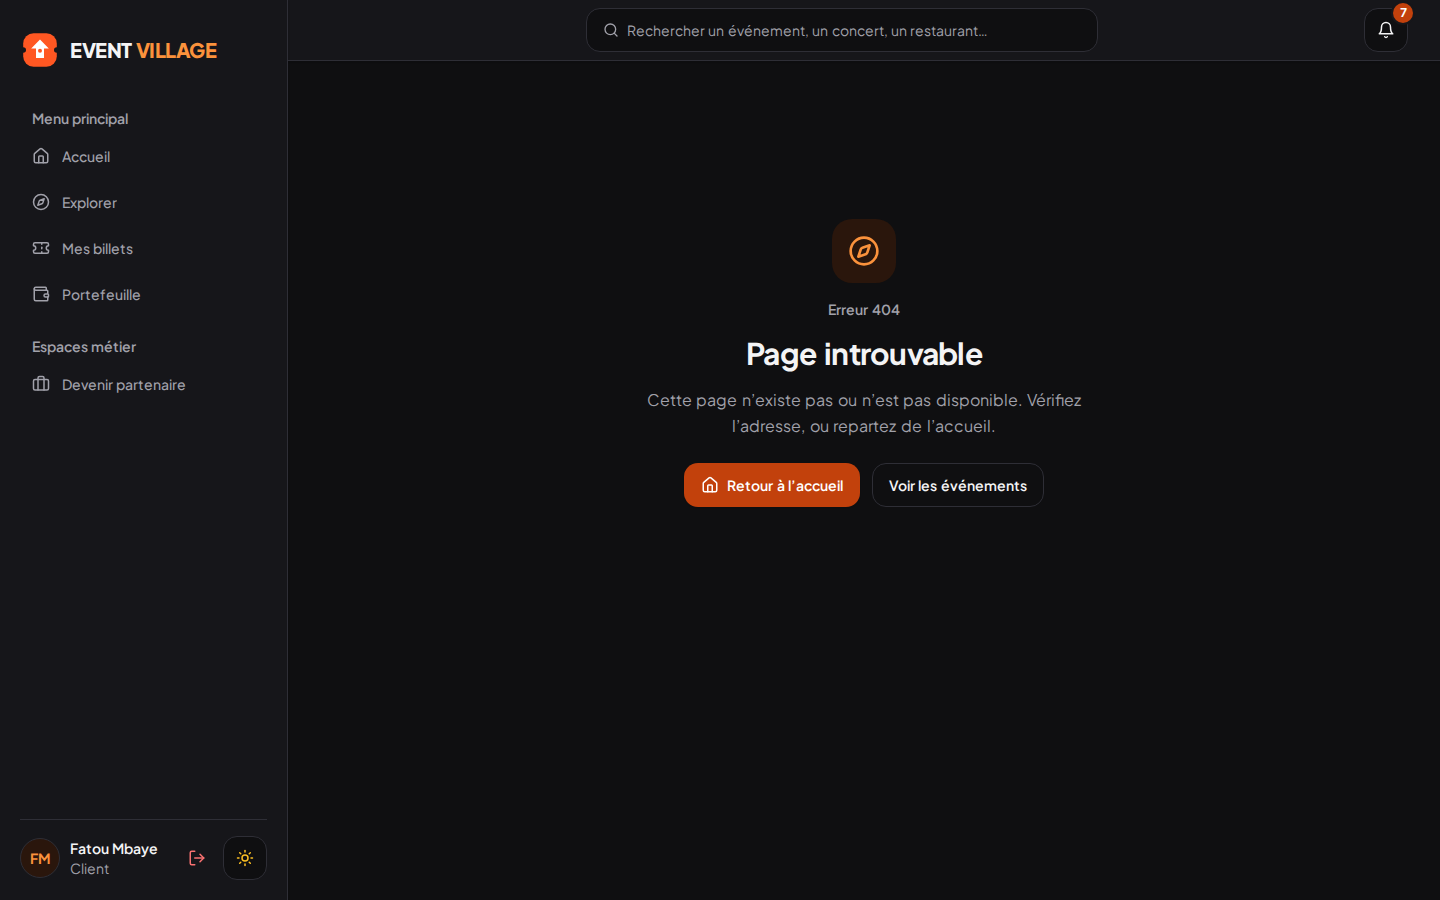 EVENT VILLAGE
Menu principal
Accueil
Explorer
Mes billets
Portefeuille
Espaces métier
Devenir partenaire
FM
Fatou Mbaye
Client
Rechercher un événement, un concert, un restaurant...
7
Erreur 404
Page introuvable
Cette page n’existe pas ou n’est pas disponible. Vérifiez
l’adresse, ou repartez de l’accueil.
Retour à l’accueil
Voir les événements